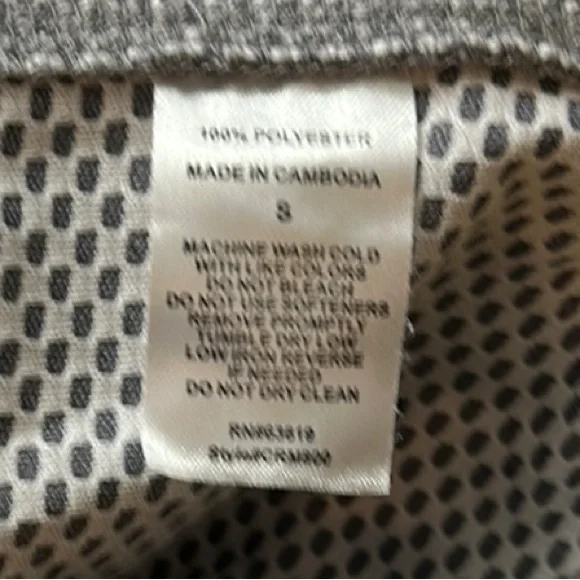 100% POLYESTER
MADE IN CAMBODIA
S
MACHINE WASH COLD
WITH LIKE COLORS
DO NOT BLEACH
DO NOT USE SOFTENERS
REMOVE PROMPTLY
TUMBLE DRY LOW
LOW IRON REVERSE
IF NEEDED
DO NOT DRY CLEAN